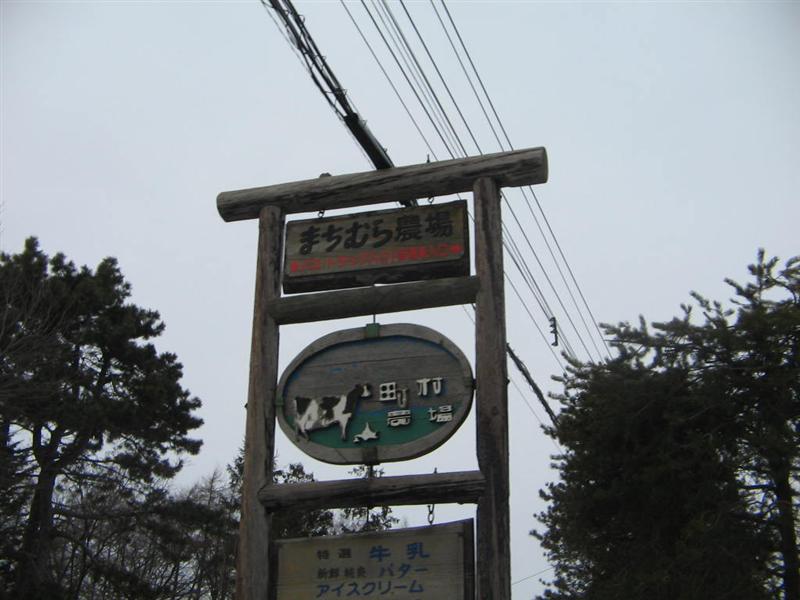 まちむら農場
町村
農場
特選 牛乳
新鮮 純良 バター
アイスクリーム